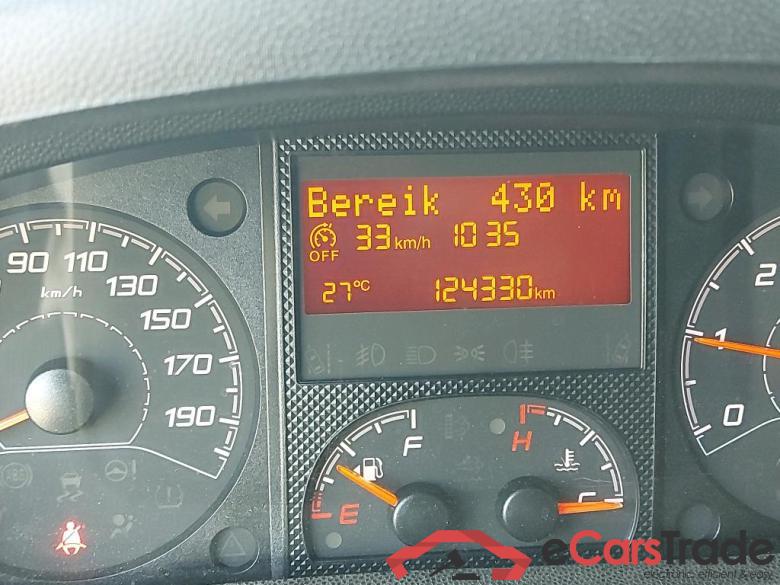 Bereik 430 km
OFF 33 km/h 10 35
27°C 124330 km
90 110 130 150 170 190
km/h
F E
H C
0 1 2
eCarsTrade